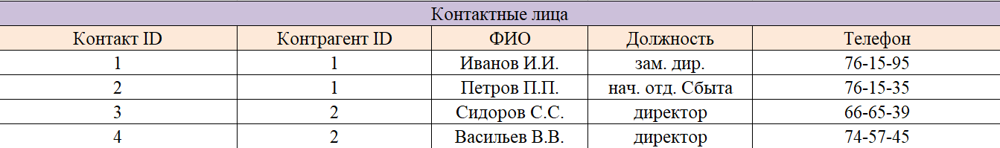 Контактные лица
Контакт ID Контрагент ID ФИО Должность Телефон
1 1 Иванов И.И. зам. дир. 76-15-95
2 1 Петров П.П. нач. отд. Сбыта 76-15-35
3 2 Сидоров С.С. директор 66-65-39
4 2 Васильев В.В. директор 74-57-45